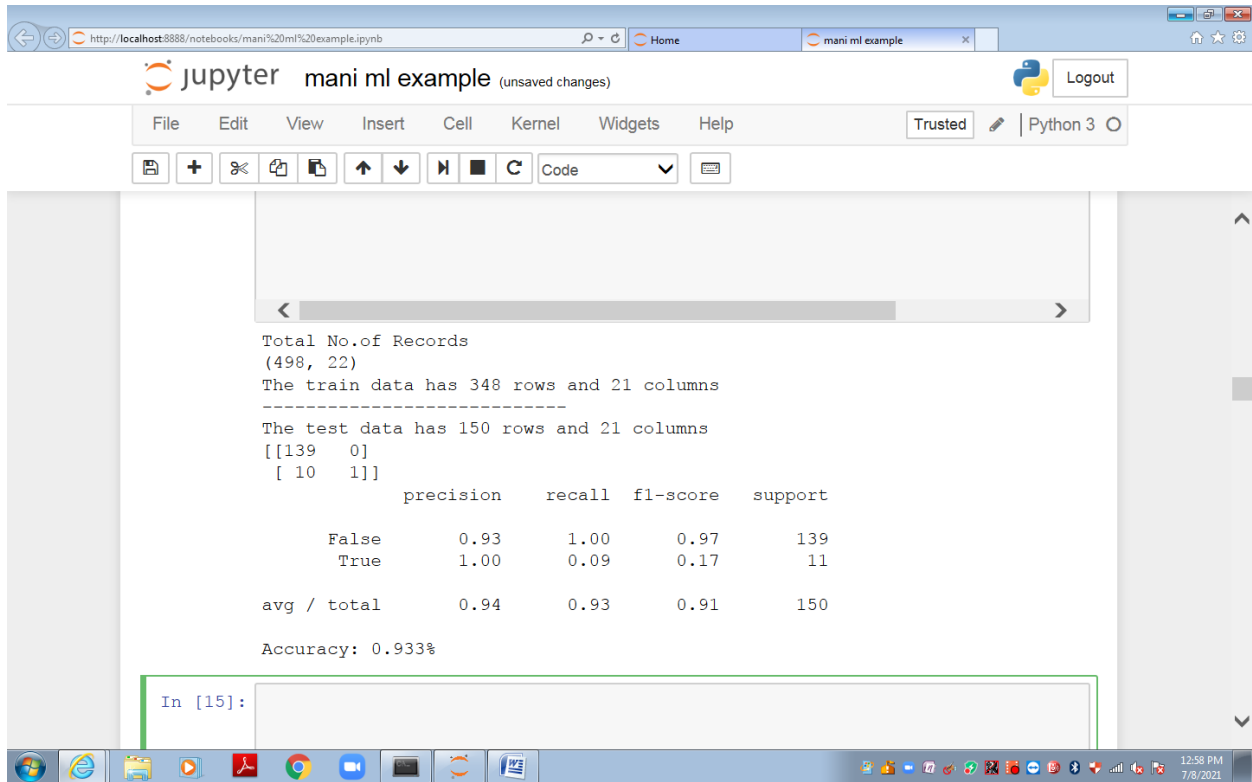 http://localhost:8888/notebooks/mani%20ml%20example.ipynb
Home
mani ml example
jupyter mani ml example (unsaved changes)
Logout
File Edit View Insert Cell Kernel Widgets Help
Trusted
Python 3
Code
Total No.of Records
(498, 22)
The train data has 348 rows and 21 columns
----------------------------
The test data has 150 rows and 21 columns
[[139   0]
 [ 10   1]]
             precision    recall  f1-score   support
      False       0.93      1.00      0.97       139
       True       1.00      0.09      0.17        11
avg / total       0.94      0.93      0.91       150
Accuracy: 0.933%
In [15]:
12:58 PM
7/8/2021